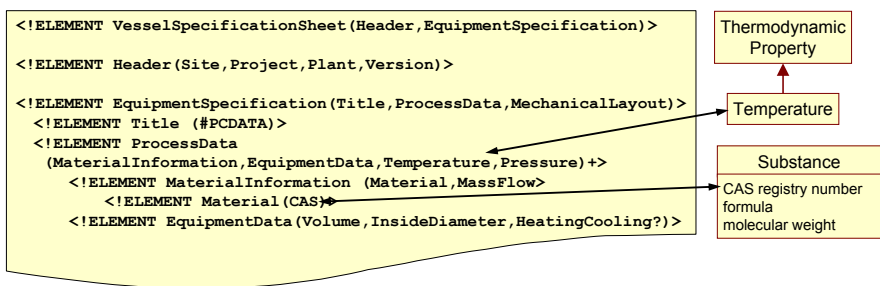 <!ELEMENT VesselSpecificationSheet(Header,EquipmentSpecification)>
<!ELEMENT Header(Site,Project,Plant,Version)>
<!ELEMENT EquipmentSpecification(Title,ProcessData,MechanicalLayout)>
<!ELEMENT Title (#PCDATA)>
<!ELEMENT ProcessData
(MaterialInformation,EquipmentData,Temperature,Pressure)+>
<!ELEMENT MaterialInformation (Material,MassFlow>
<!ELEMENT Material(CAS)>
<!ELEMENT EquipmentData(Volume,InsideDiameter,HeatingCooling?)>
Thermodynamic
Property
Temperature
Substance
CAS registry number
formula
molecular weight